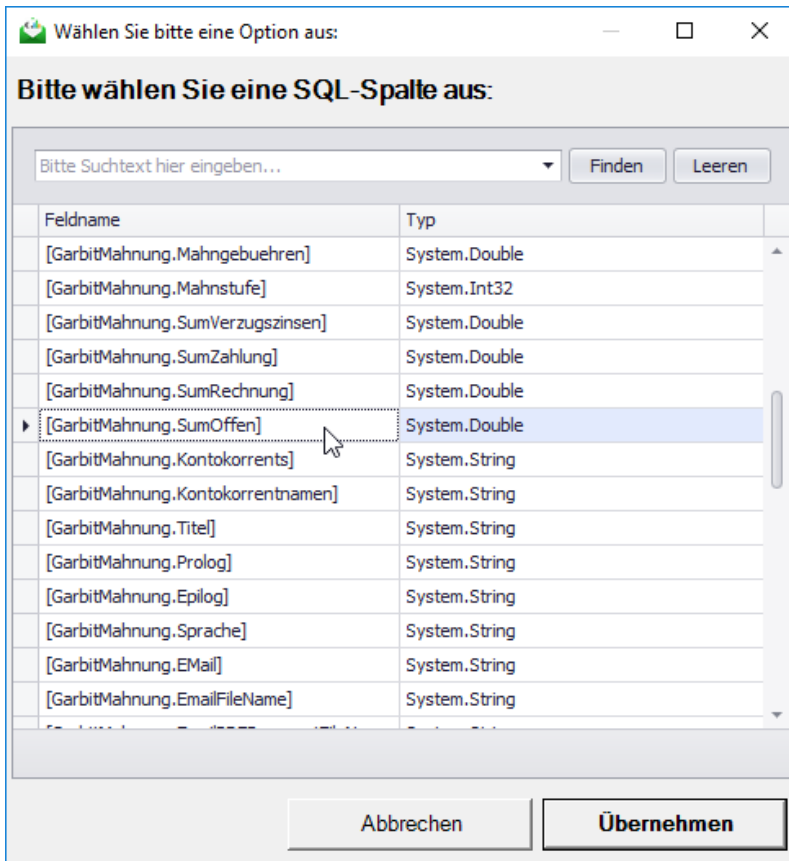 Wählen Sie bitte eine Option aus:
Bitte wählen Sie eine SQL-Spalte aus:
Bitte Suchtext hier eingeben... Finden Leeren
Feldname Typ
[GarbitMahnung.Mahngebuehren] System.Double
[GarbitMahnung.Mahnstufe] System.Int32
[GarbitMahnung.SumVerzugszinsen] System.Double
[GarbitMahnung.SumZahlung] System.Double
[GarbitMahnung.SumRechnung] System.Double
[GarbitMahnung.SumOffen] System.Double
[GarbitMahnung.Kontokorrents] System.String
[GarbitMahnung.Kontokorrentnamen] System.String
[GarbitMahnung.Titel] System.String
[GarbitMahnung.Prolog] System.String
[GarbitMahnung.Epilog] System.String
[GarbitMahnung.Sprache] System.String
[GarbitMahnung.EMail] System.String
[GarbitMahnung.EmailFileName] System.String
Abbrechen Übernehmen